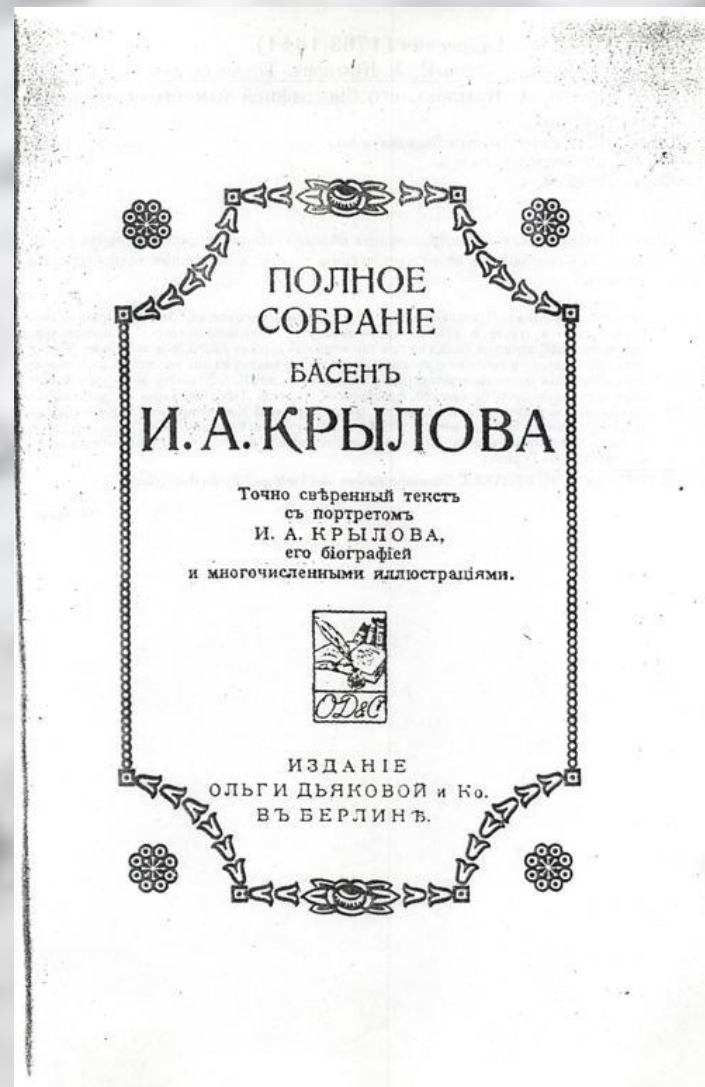 ПОЛНОЕ
СОБРАНІЕ
БАСЕНЪ
И. А. КРЫЛОВА
Точно свѣренный текстъ
съ портретомъ
И. А. КРЫЛОВА,
его біографіей
и многочисленными иллюстраціями.
OD&C
ИЗДАНІЕ
ОЛЬГИ ДЬЯКОВОЙ и Ко.
ВЪ БЕРЛИНѢ.